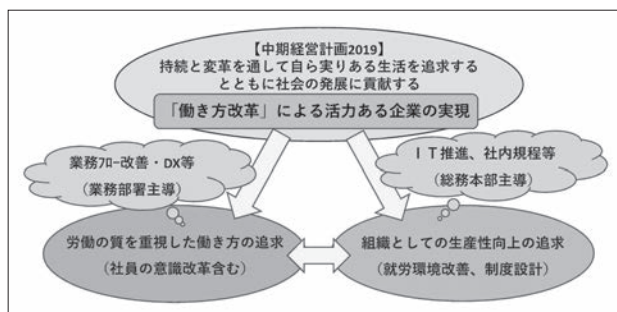 【中期経営計画2019】
持続と変革を通して自ら実りある生活を追求する
とともに社会の発展に貢献する
「働き方改革」による活力ある企業の実現
業務ﾌﾛｰ改善・DX等
（業務部署主導）
ＩＴ推進、社内規程等
（総務本部主導）
労働の質を重視した働き方の追求
（社員の意識改革含む）
組織としての生産性向上の追求
（就労環境改善、制度設計）